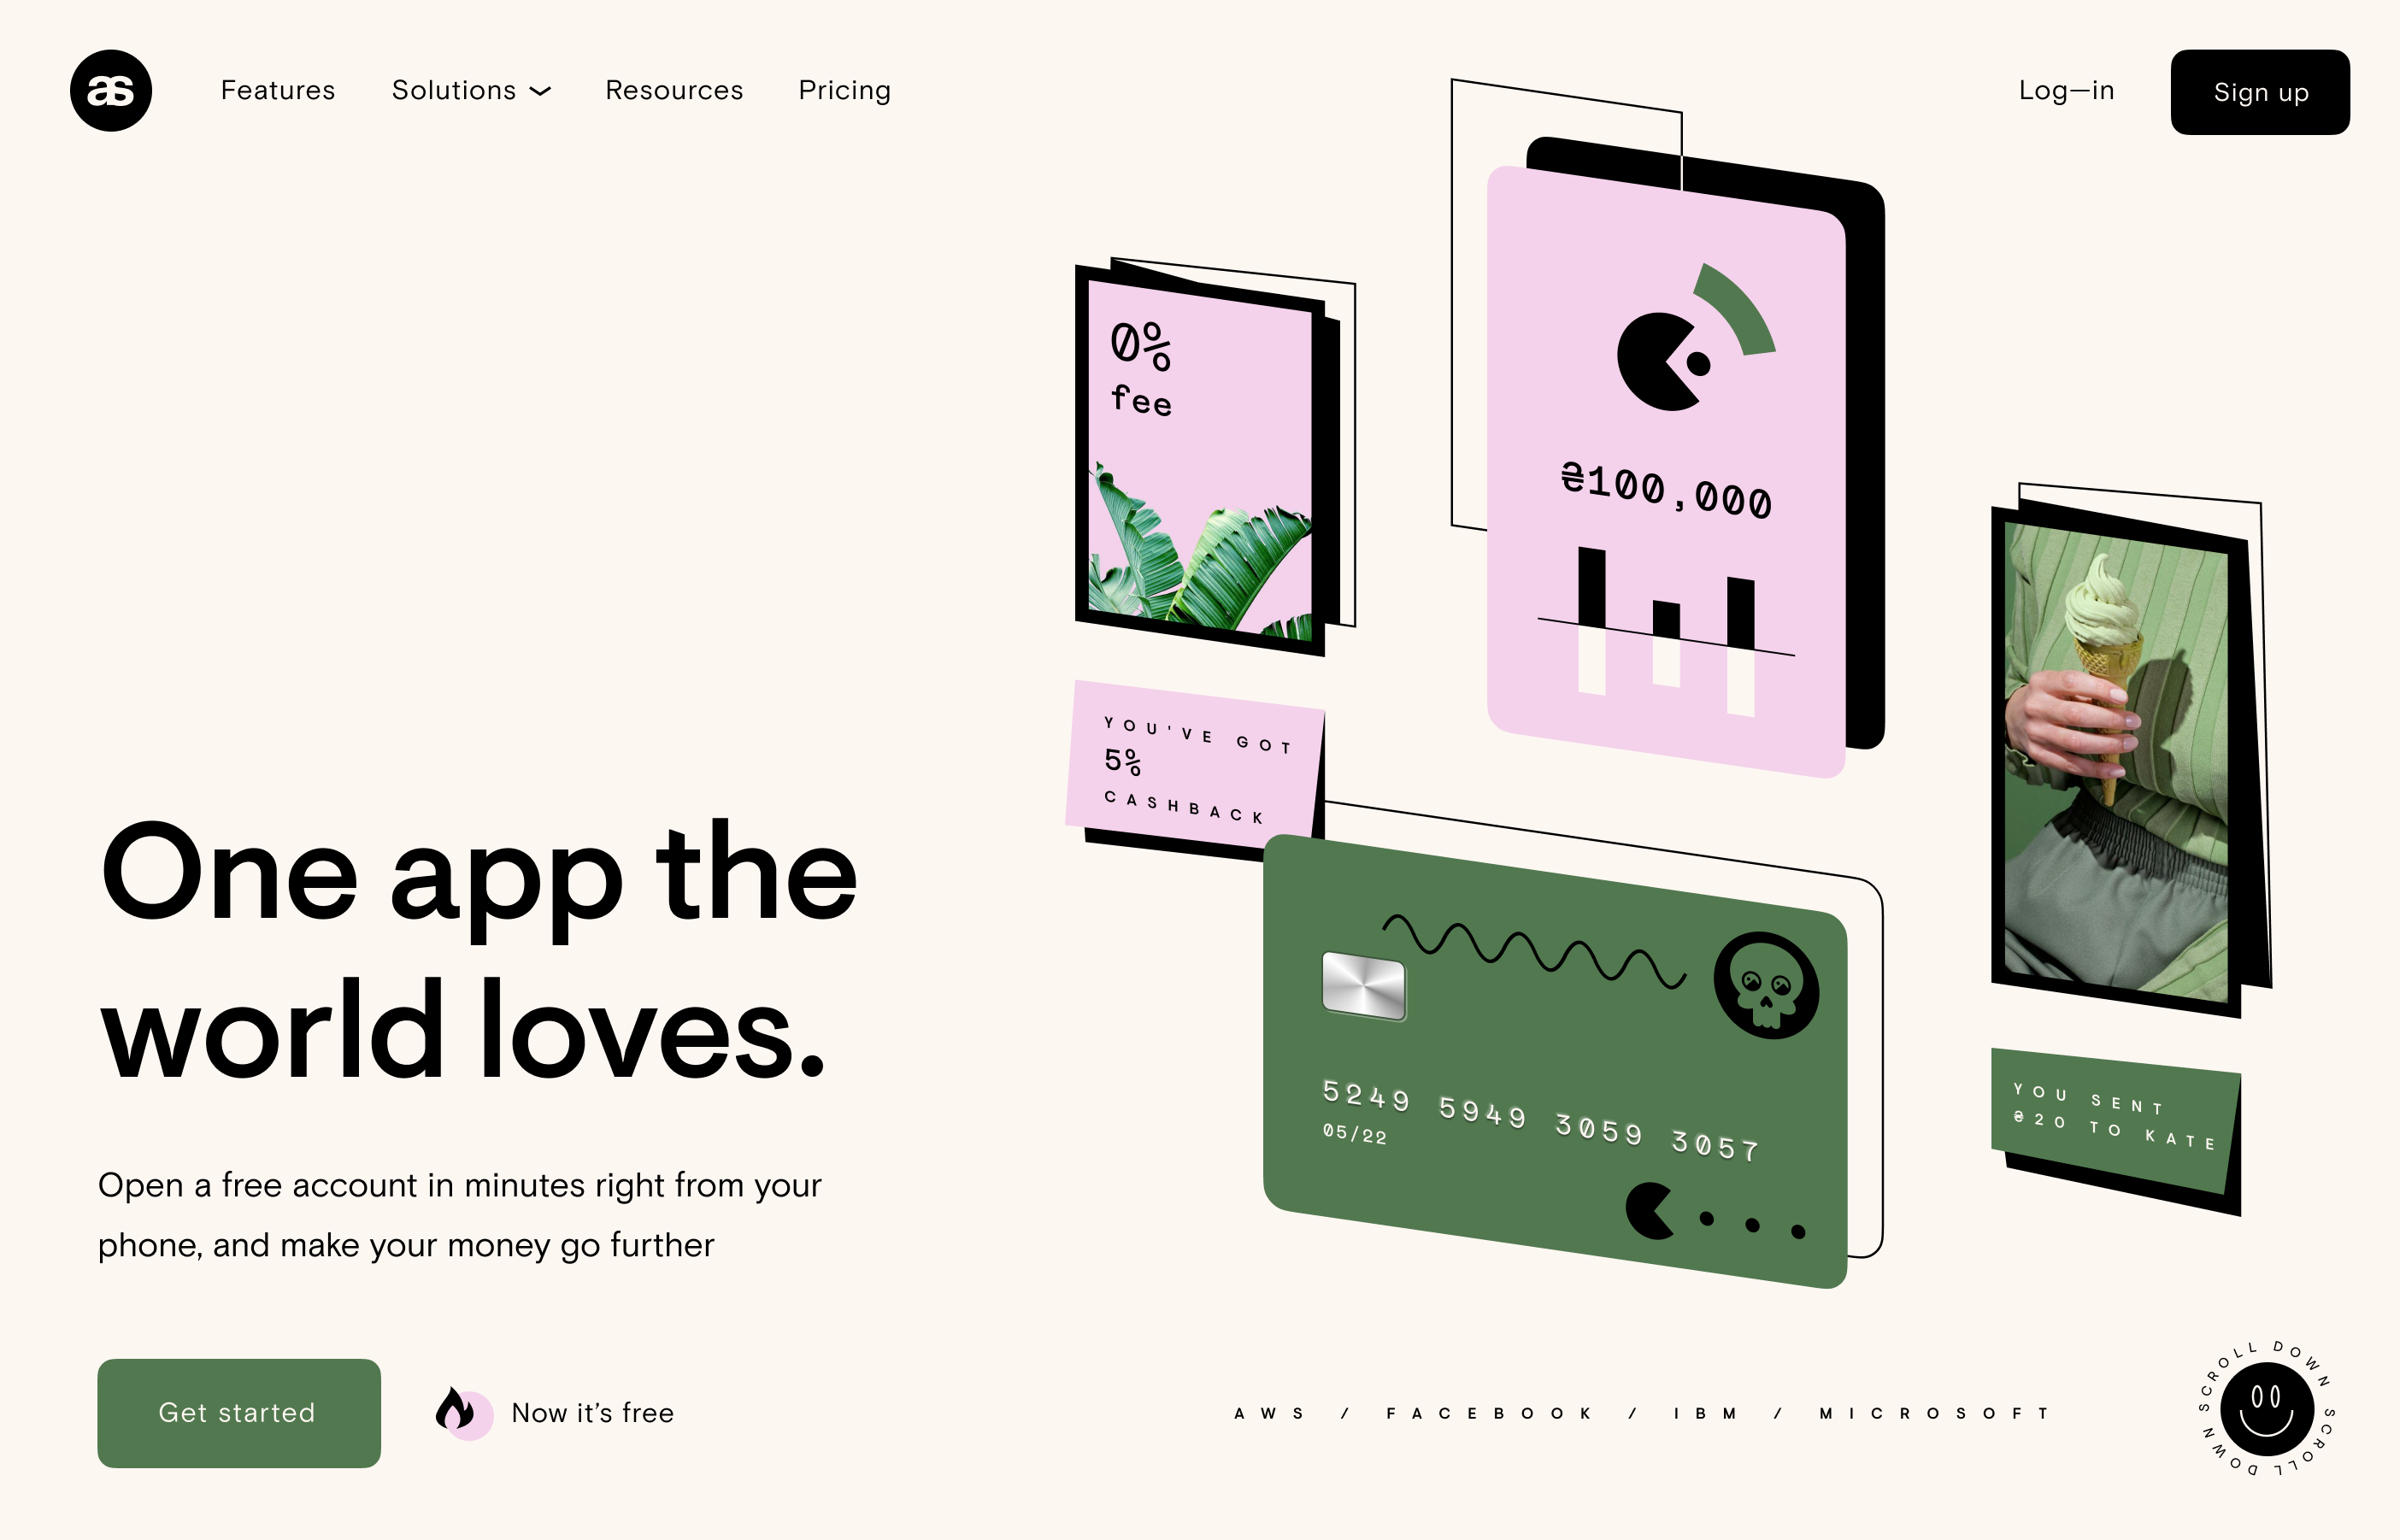 as
Features
Solutions
Resources
Pricing
Log—in
Sign up
0%
fee
₴100,000
YOU'VE GOT
5%
CASHBACK
One app the
world loves.
5249 5949 3059 3057
05/22
YOU SENT
₴20 TO KATE
Open a free account in minutes right from your
phone, and make your money go further
Get started
Now it’s free
AWS / FACEBOOK / IBM / MICROSOFT
SCROLL DOWN SCROLL DOWN